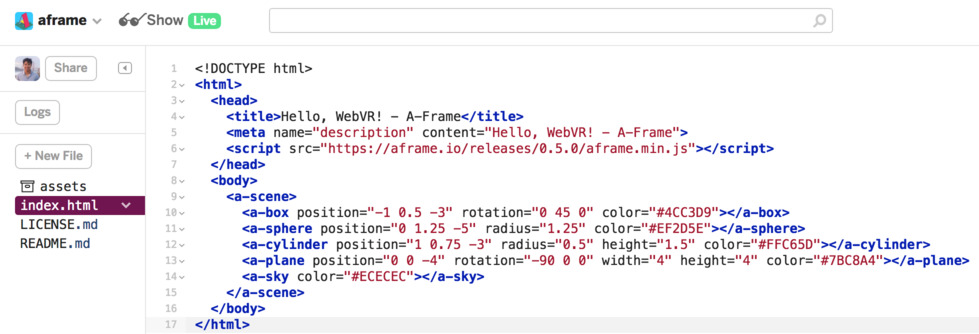 aframe Show Live
Share
Logs
+ New File
assets
index.html
LICENSE.md
README.md
1 <!DOCTYPE html>
2 <html>
3 <head>
4 <title>Hello, WebVR! – A-Frame</title>
5 <meta name="description" content="Hello, WebVR! – A-Frame">
6 <script src="https://aframe.io/releases/0.5.0/aframe.min.js"></script>
7 </head>
8 <body>
9 <a-scene>
10 <a-box position="-1 0.5 -3" rotation="0 45 0" color="#4CC3D9"></a-box>
11 <a-sphere position="0 1.25 -5" radius="1.25" color="#EF2D5E"></a-sphere>
12 <a-cylinder position="1 0.75 -3" radius="0.5" height="1.5" color="#FFC65D"></a-cylinder>
13 <a-plane position="0 0 -4" rotation="-90 0 0" width="4" height="4" color="#7BC8A4"></a-plane>
14 <a-sky color="#ECECEC"></a-sky>
15 </a-scene>
16 </body>
17 </html>